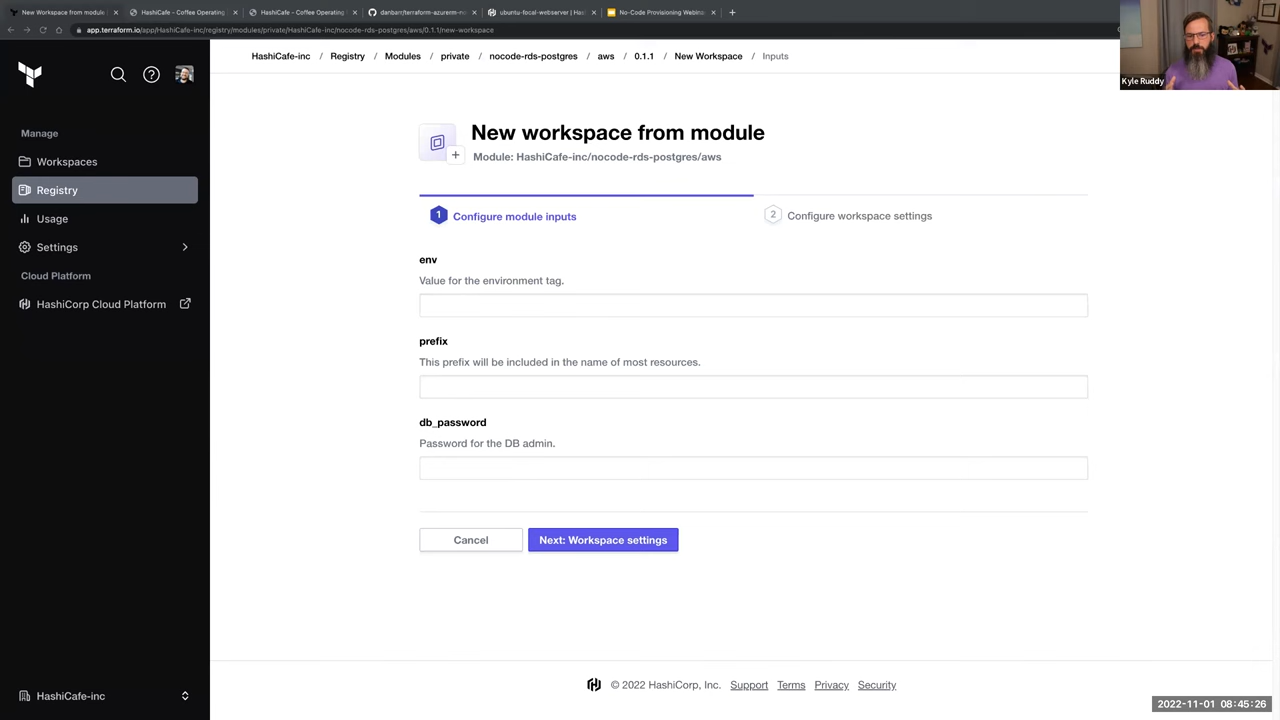 New Workspace from module
HashiCafe - Coffee Operating
HashiCafe - Coffee Operating
danbarr/terraform-azurerm-n
ubuntu-focal-webserver | Has
No-Code Provisioning Webina
app.terraform.io/app/HashiCafe-inc/registry/modules/private/HashiCafe-inc/nocode-rds-postgres/aws/0.1.1/new-workspace
Kyle Ruddy
HashiCafe-inc / Registry / Modules / private / nocode-rds-postgres / aws / 0.1.1 / New Workspace / Inputs
Manage
Workspaces
Registry
Usage
Settings
Cloud Platform
HashiCorp Cloud Platform
HashiCafe-inc
New workspace from module
Module: HashiCafe-inc/nocode-rds-postgres/aws
1 Configure module inputs
2 Configure workspace settings
env
Value for the environment tag.
prefix
This prefix will be included in the name of most resources.
db_password
Password for the DB admin.
Cancel
Next: Workspace settings
© 2022 HashiCorp, Inc. Support Terms Privacy Security
2022-11-01 08:45:26